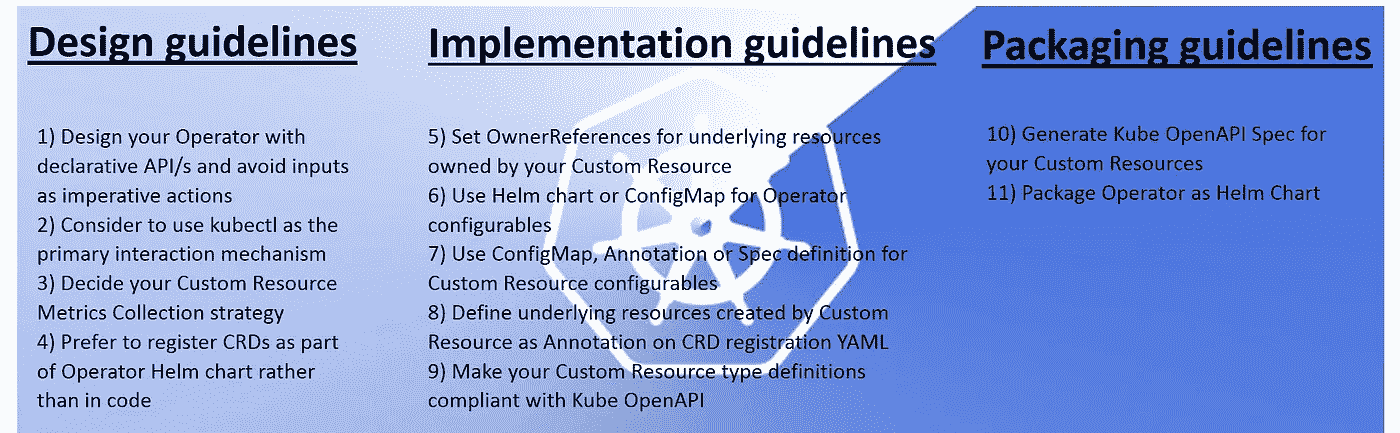 Design guidelines
1) Design your Operator with
declarative API/s and avoid inputs
as imperative actions
2) Consider to use kubectl as the
primary interaction mechanism
3) Decide your Custom Resource
Metrics Collection strategy
4) Prefer to register CRDs as part
of Operator Helm chart rather
than in code
Implementation guidelines
5) Set OwnerReferences for underlying resources
owned by your Custom Resource
6) Use Helm chart or ConfigMap for Operator
configurables
7) Use ConfigMap, Annotation or Spec definition for
Custom Resource configurables
8) Define underlying resources created by Custom
Resource as Annotation on CRD registration YAML
9) Make your Custom Resource type definitions
compliant with Kube OpenAPI
Packaging guidelines
10) Generate Kube OpenAPI Spec for
your Custom Resources
11) Package Operator as Helm Chart